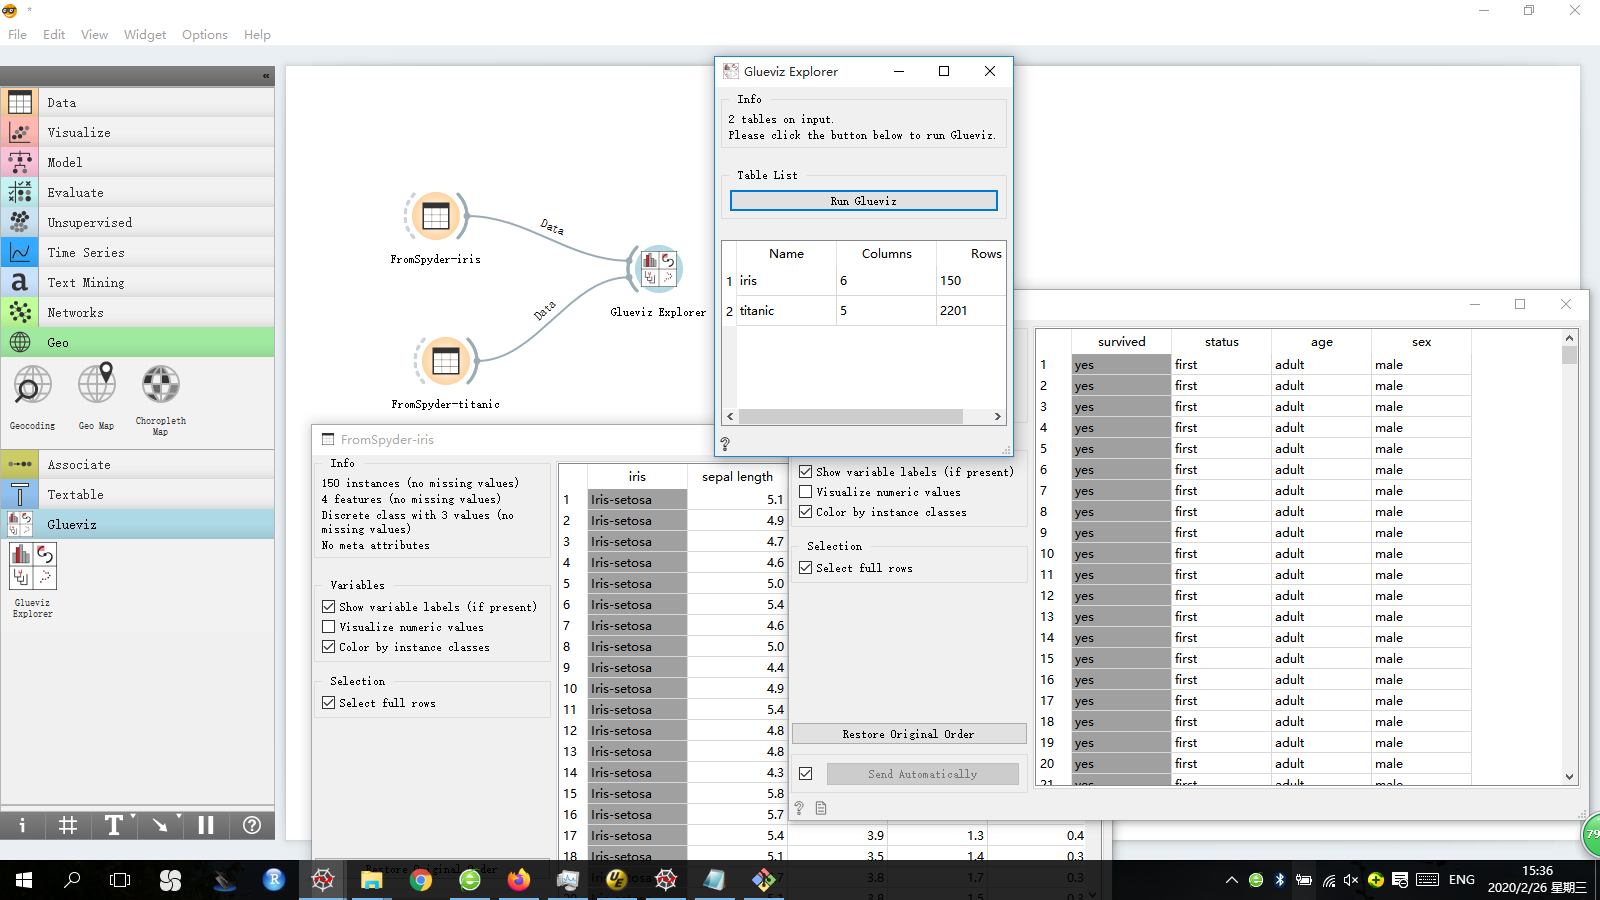 *
File Edit View Widget Options Help
«
Data
Visualize
Model
Evaluate
Unsupervised
Time Series
Text Mining
Networks
Geo
Geocoding
Geo Map
Choropleth
Map
Associate
Textable
Glueviz
Glueviz
Explorer
FromSpyder-iris
Data
FromSpyder-titanic
Data
Glueviz Explorer
Glueviz Explorer
Info
2 tables on input.
Please click the button below to run Glueviz.
Table List
Run Glueviz
Name Columns Rows
1 iris 6 150
2 titanic 5 2201
?
FromSpyder-iris
Info
150 instances (no missing values)
4 features (no missing values)
Discrete class with 3 values (no
missing values)
No meta attributes
Variables
Show variable labels (if present)
Visualize numeric values
Color by instance classes
Selection
Select full rows
Restore Original Order
iris sepal length
1 Iris-setosa 5.1
2 Iris-setosa 4.9
3 Iris-setosa 4.7
4 Iris-setosa 4.6
5 Iris-setosa 5.0
6 Iris-setosa 5.4
7 Iris-setosa 4.6
8 Iris-setosa 5.0
9 Iris-setosa 4.4
10 Iris-setosa 4.9
11 Iris-setosa 5.4
12 Iris-setosa 4.8
13 Iris-setosa 4.8
14 Iris-setosa 4.3
15 Iris-setosa 5.8
16 Iris-setosa 5.7
17 Iris-setosa 5.4 3.9 1.3 0.4
18 Iris-setosa 5.1 3.5 1.4 0.3
3.8 1.7 0.3
Show variable labels (if present)
Visualize numeric values
Color by instance classes
Selection
Select full rows
Restore Original Order
Send Automatically
?
survived status age sex
1 yes first adult male
2 yes first adult male
3 yes first adult male
4 yes first adult male
5 yes first adult male
6 yes first adult male
7 yes first adult male
8 yes first adult male
9 yes first adult male
10 yes first adult male
11 yes first adult male
12 yes first adult male
13 yes first adult male
14 yes first adult male
15 yes first adult male
16 yes first adult male
17 yes first adult male
18 yes first adult male
19 yes first adult male
20 yes first adult male
21 yes first adult male
79
ENG
15:36
2020/2/26 星期三